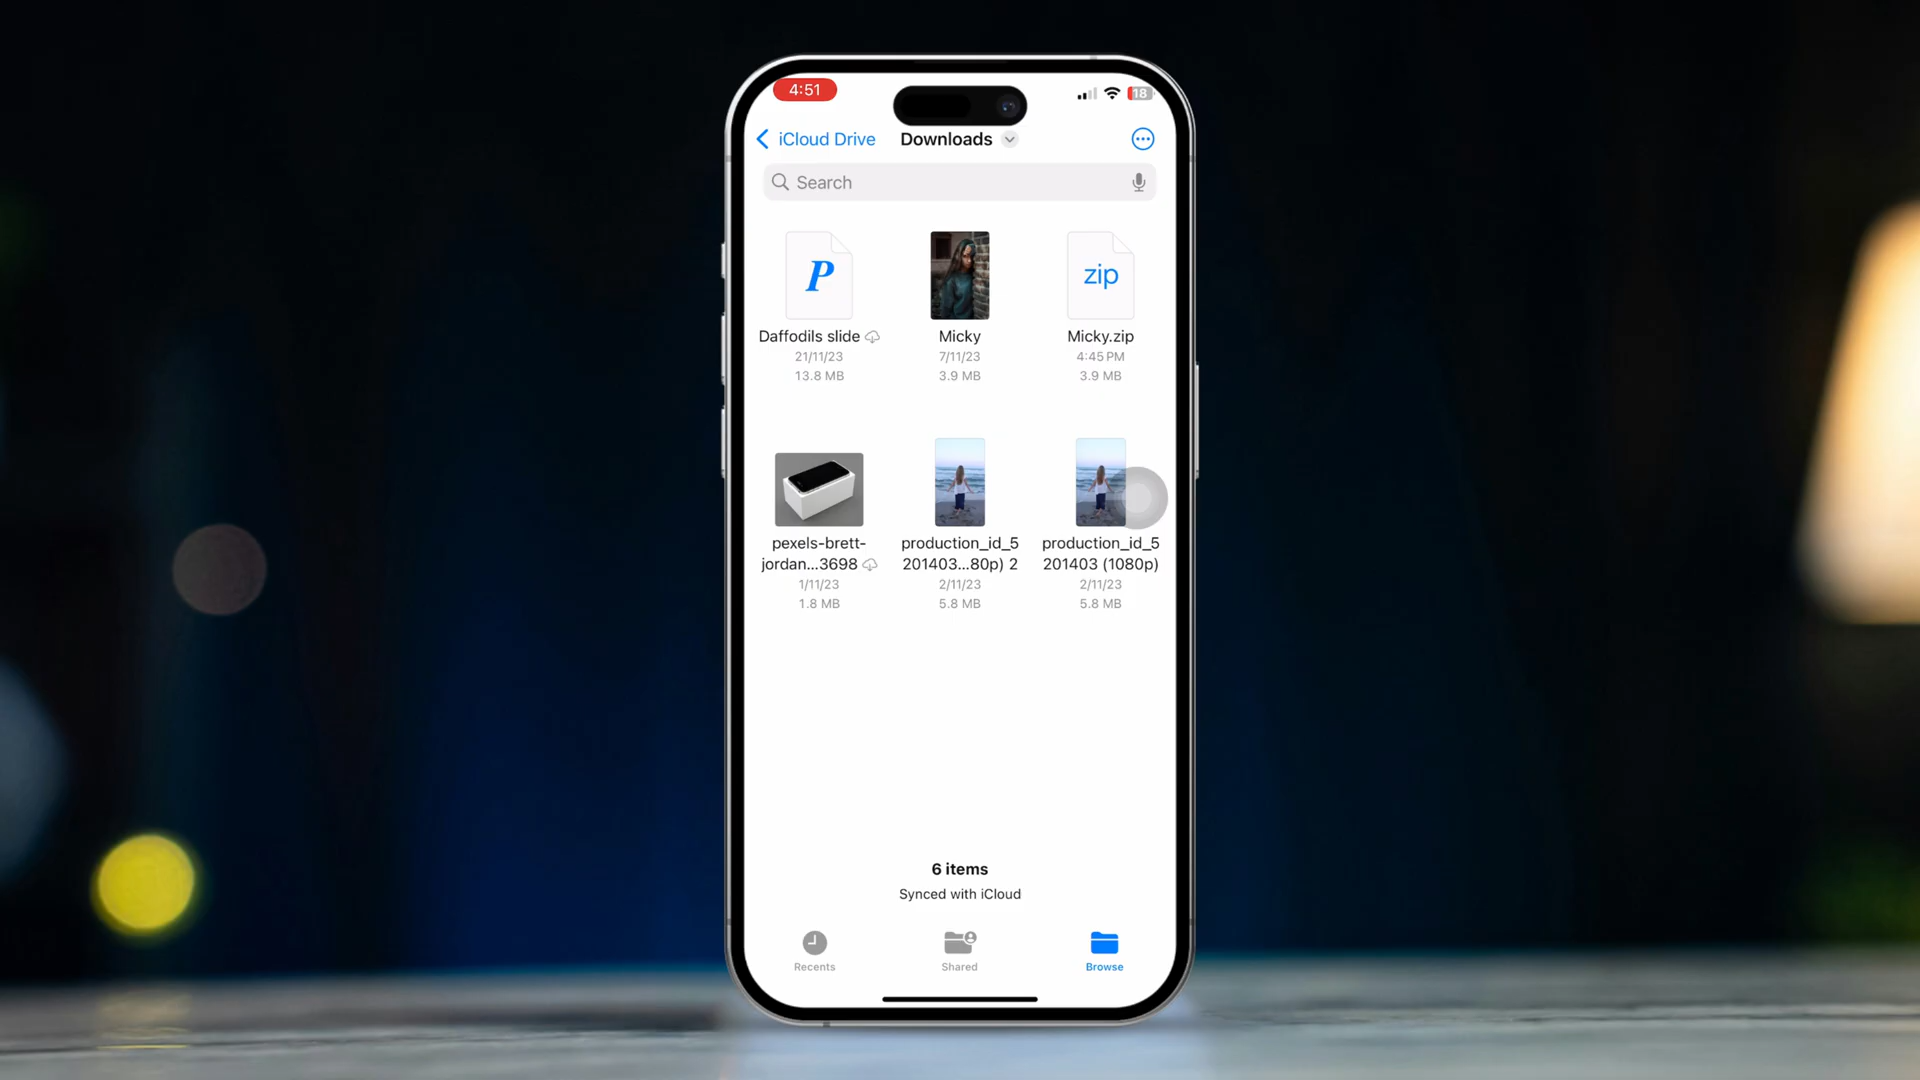 4:51
18
iCloud Drive Downloads
Search
P
zip
Daffodils slide
21/11/23
13.8 MB
Micky
7/11/23
3.9 MB
Micky.zip
4:45 PM
3.9 MB
pexels-brett-
jordan...3698
1/11/23
1.8 MB
production_id_5
201403...80p) 2
2/11/23
5.8 MB
production_id_5
201403 (1080p)
2/11/23
5.8 MB
6 items
Synced with iCloud
Recents
Shared
Browse